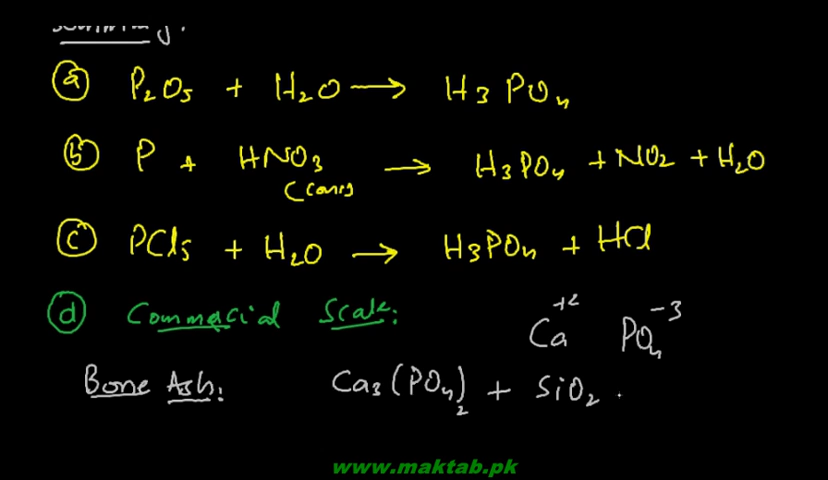 (a) P₂O₅ + H₂O → H₃PO₄
(b) P + HNO₃ → H₃PO₄ + NO₂ + H₂O
(c) PCl₅ + H₂O → H₃PO₄ + HCl
(d) Commercial Scale:
Ca⁺² PO₄⁻³
Bone Ash: Ca₃(PO₄)₂ + SiO₂
www.maktab.pk